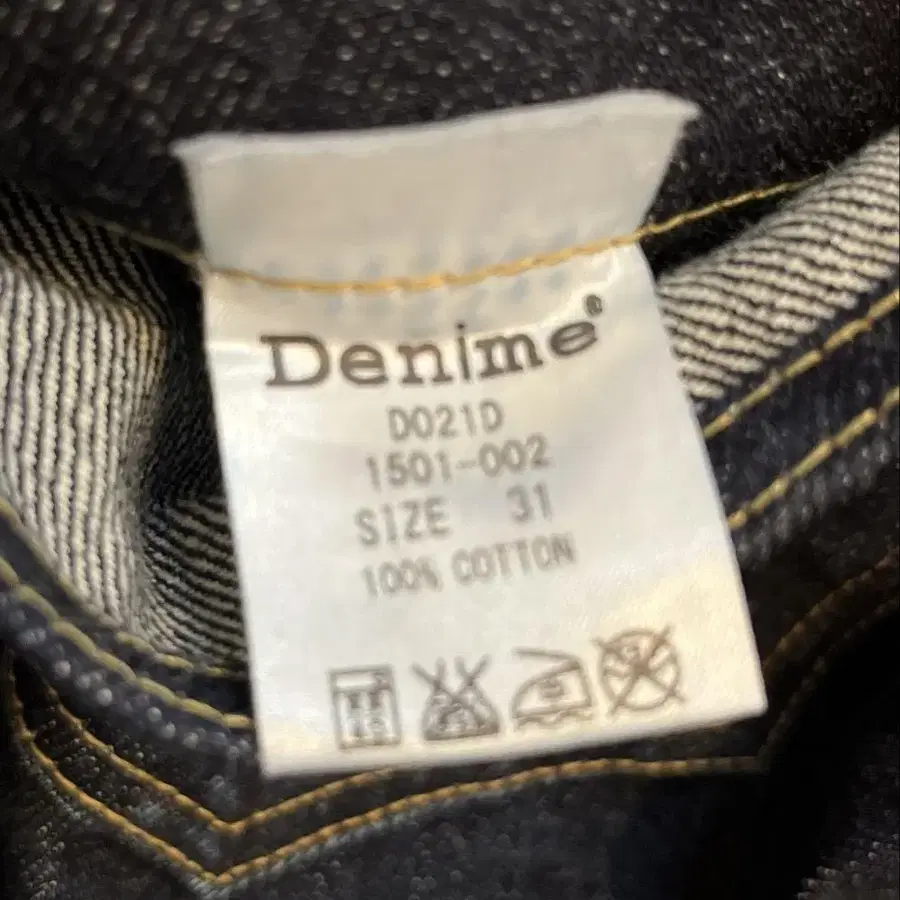 Denime®
D021D
1501-002
SIZE 31
100% COTTON